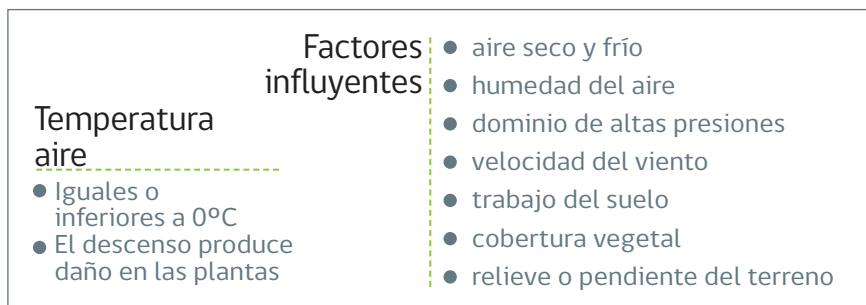 Temperatura
aire
Iguales o
inferiores a 0ºC
El descenso produce
daño en las plantas
Factores
influyentes
aire seco y frío
humedad del aire
dominio de altas presiones
velocidad del viento
trabajo del suelo
cobertura vegetal
relieve o pendiente del terreno